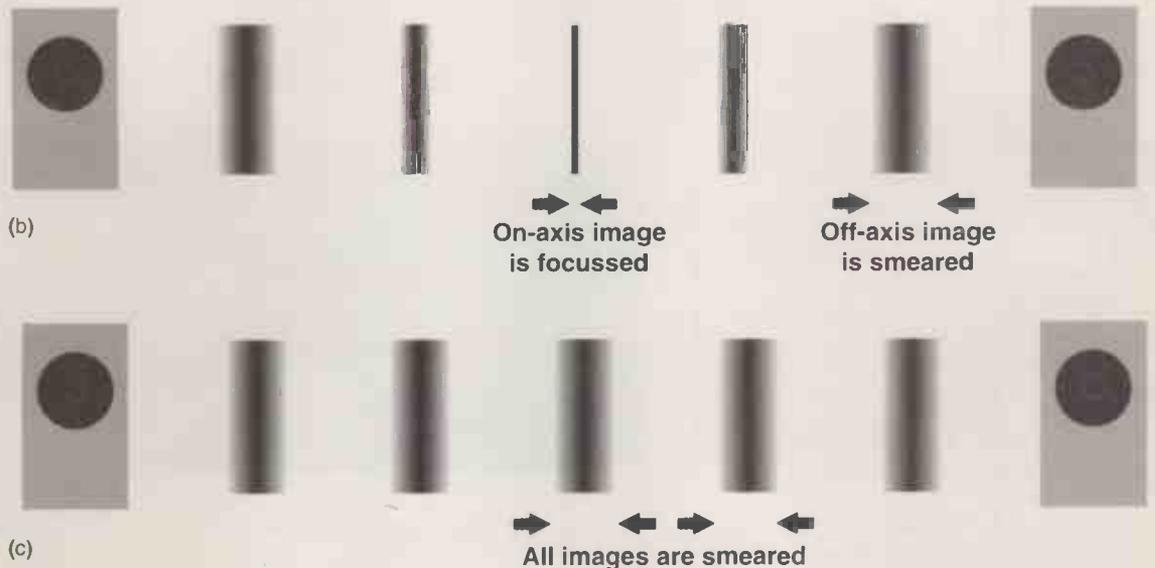 On-axis image
is focussed
Off-axis image
is smeared
(b)
All images are smeared
(c)